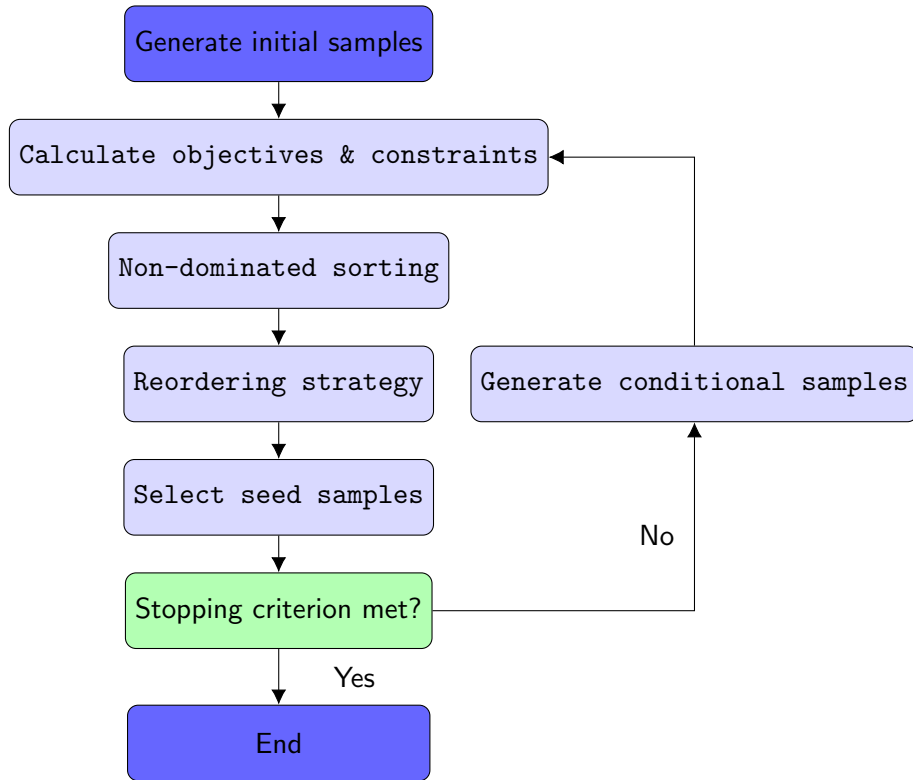 Generate initial samples
Calculate objectives & constraints
Non-dominated sorting
Reordering strategy
Generate conditional samples
Select seed samples
No
Stopping criterion met?
Yes
End